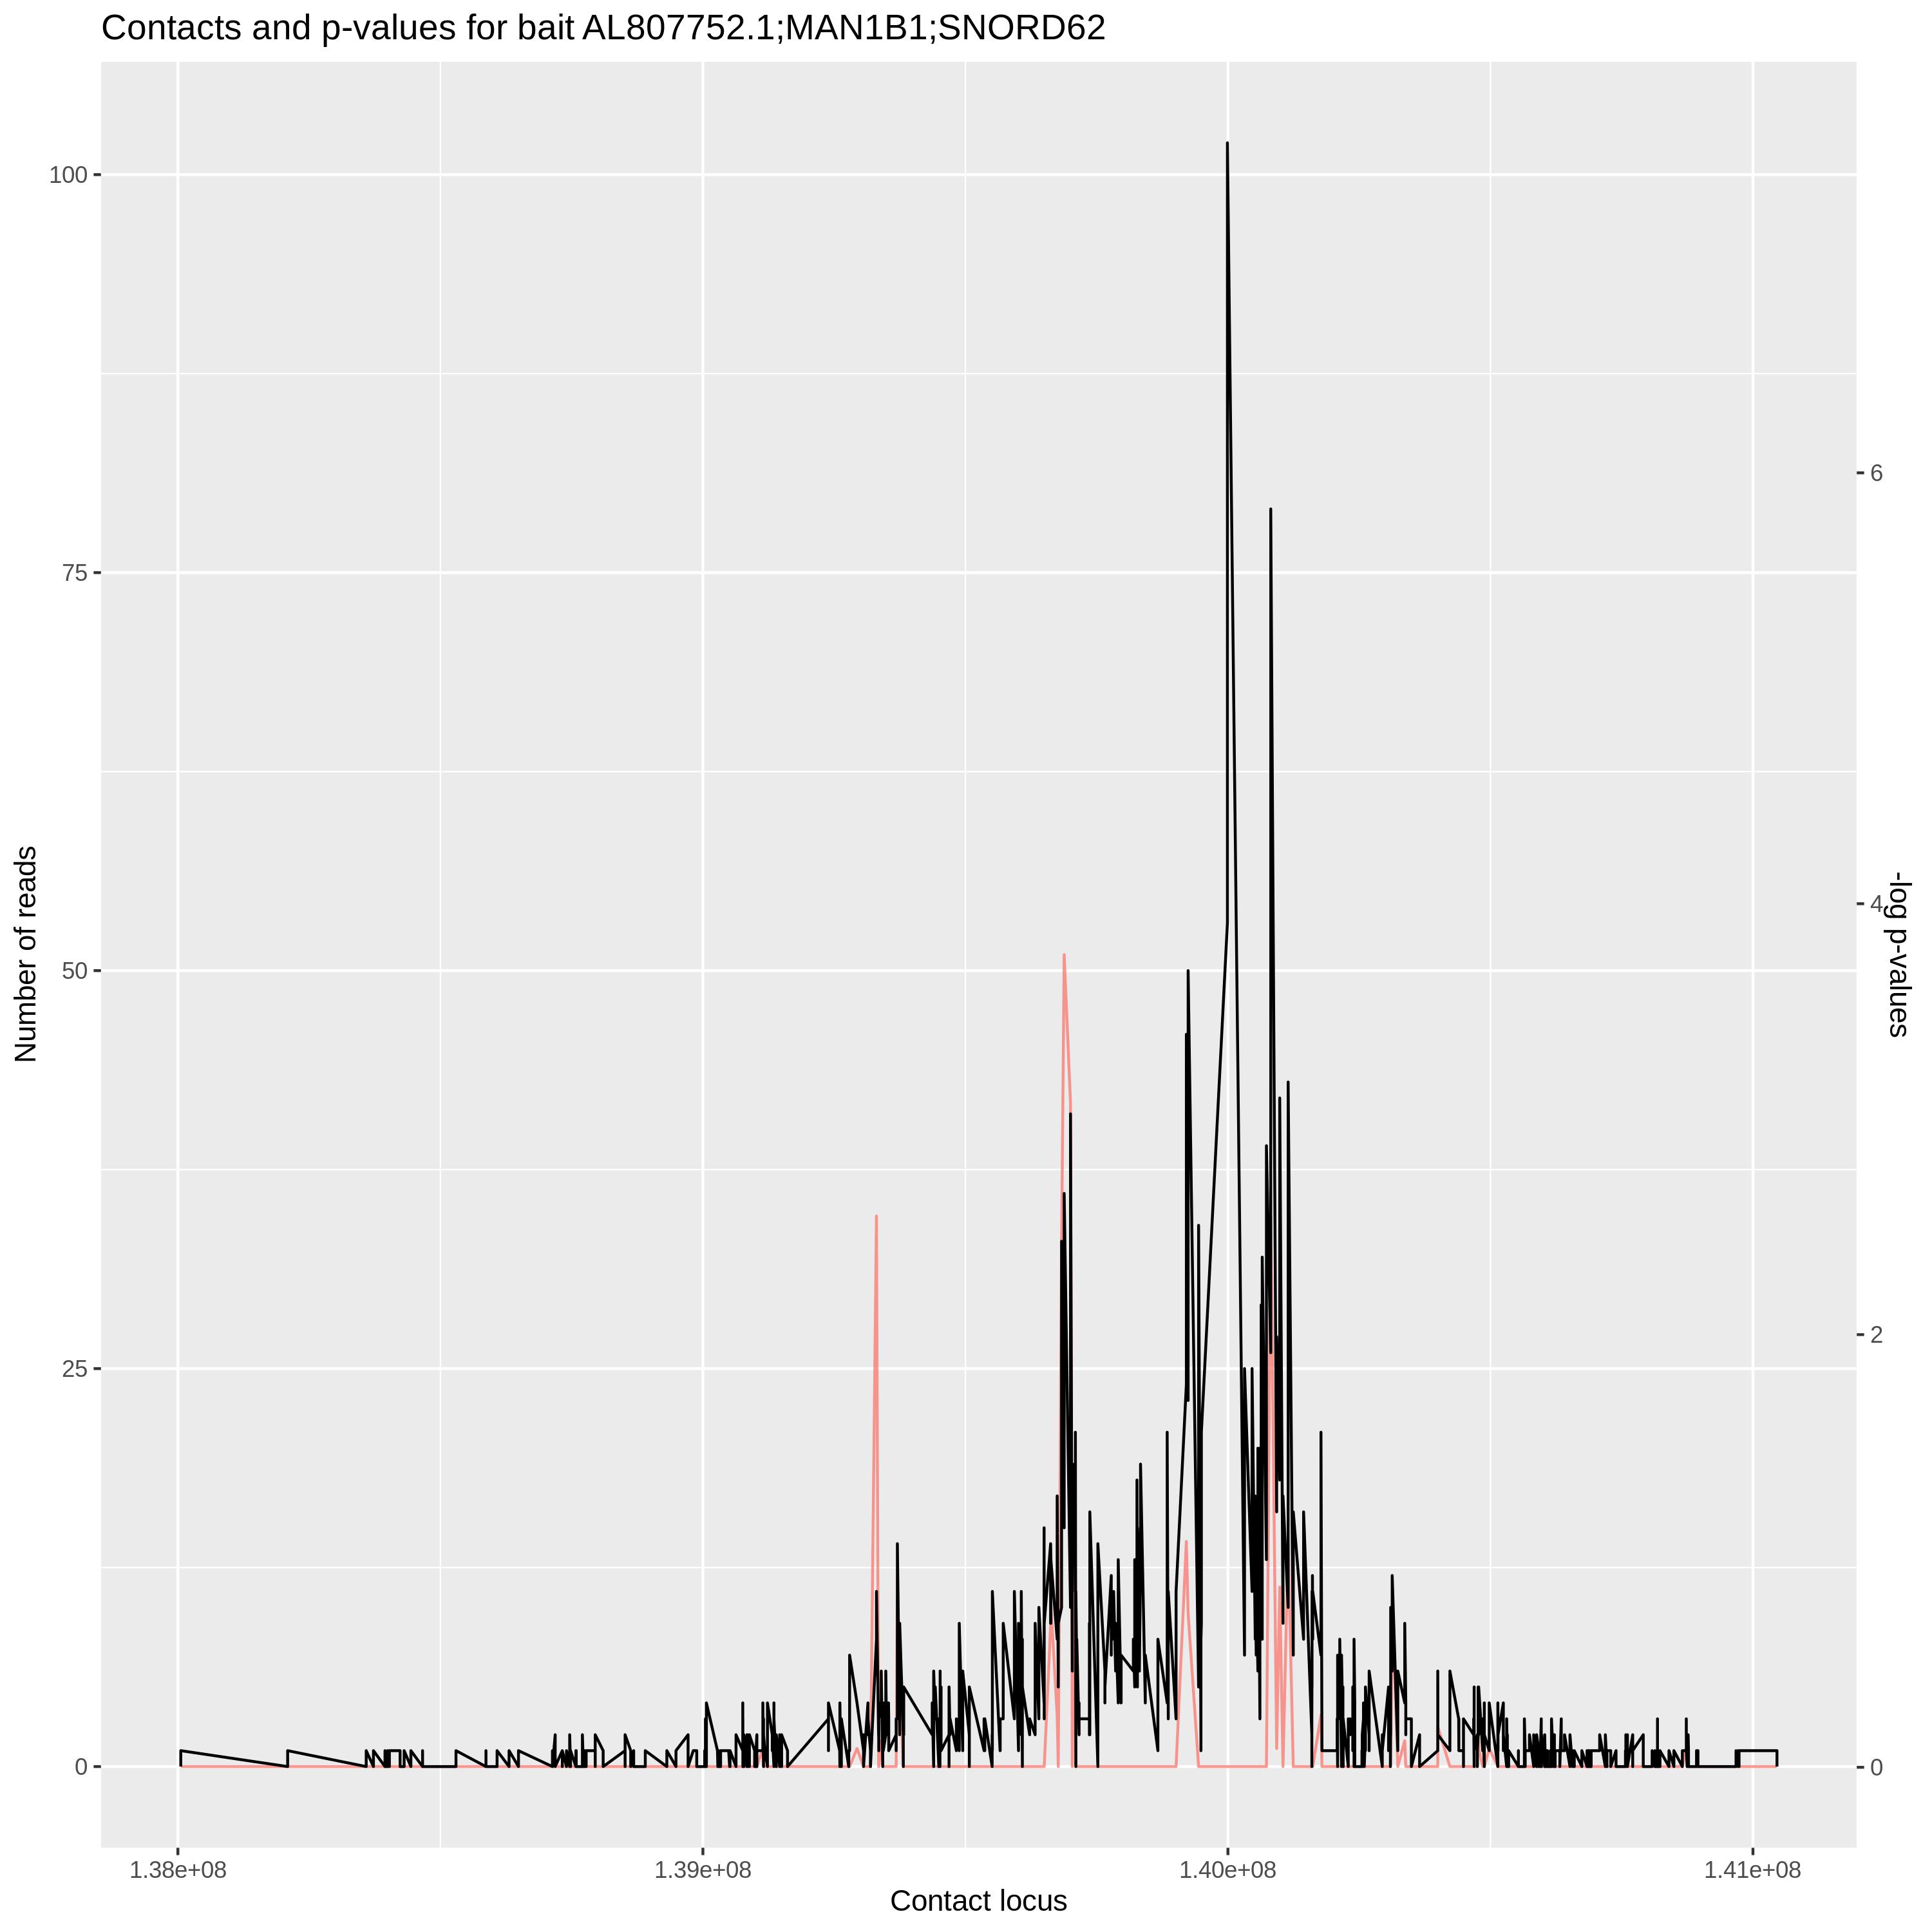 Contacts and p-values for bait AL807752.1;MAN1B1;SNORD62
100
75
50
25
0
Number of reads
6
4
2
0
-log p-values
1.38e+08
1.39e+08
1.40e+08
1.41e+08
Contact locus